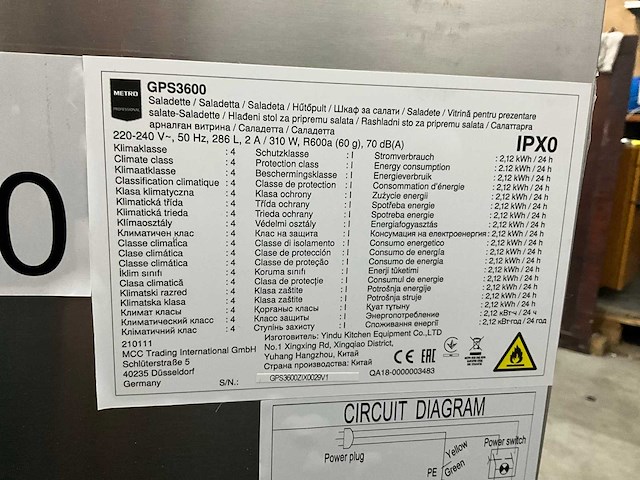 METRO
PROFESSIONAL
GPS3600
Saladette / Saladetta / Saladeta / Hűtőpult / Шкаф за салати / Saladete / Vitrină pentru prezentare
salate-Saladette / Hlađeni stol za pripremu salata / Rashladni sto za pripremu salata / Салаттарға
арналған витрина / Саладетта / Саладетта
220-240 V~, 50 Hz, 286 L, 2 A / 310 W, R600a (60 g), 70 dB(A)
IPX0
Klimaklasse : 4
Climate class : 4
Klimaatklasse : 4
Classification climatique : 4
Klasa klimatyczna : 4
Klimatická třída : 4
Klimatická trieda : 4
Klímaosztály : 4
Климатичен клас : 4
Classe climatica : 4
Clase climática : 4
Classe climática : 4
İklim sınıfı : 4
Clasa climatică : 4
Klimatski razred : 4
Klimatska klasa : 4
Климат класы : 4
Климатический класс : 4
Кліматичний клас : 4
Schutzklasse : I
Protection class : I
Beschermingsklasse : I
Classe de protection : I
Klasa ochrony : I
Třída ochrany : I
Trieda ochrany : I
Védelmi osztály : I
Клас на защита : I
Classe di isolamento : I
Clase de protección : I
Classe de proteção : I
Koruma sınıfı : I
Clasa de protecție : I
Klasa zaštite : I
Klasa zaštite : I
Қорғаныс класы : I
Класс защиты : I
Ступінь захисту : I
Stromverbrauch : 2,12 kWh / 24 h
Energy consumption : 2,12 kWh / 24 h
Energieverbruik : 2,12 kWh / 24 h
Consommation d'énergie : 2,12 kWh / 24 h
Zużycie energii : 2,12 kWh / 24 h
Spotřeba energie : 2,12 kWh / 24 h
Spotreba energie : 2,12 kWh / 24 h
Energiafogyasztás : 2,12 kWh / 24 h
Консумация на електроенергия : 2,12 kWh / 24 h
Consumo energetico : 2,12 kWh / 24 h
Consumo de energía : 2,12 kWh / 24 h
Consumo de energia : 2,12 kWh / 24 h
Enerji tüketimi : 2,12 kWh / 24 h
Consumul de energie : 2,12 kWh / 24 h
Potrošnja energije : 2,12 kWh / 24 h
Potrošnja struje : 2,12 kWh / 24 h
Қуат тұтыну : 2,12 kWh / 24 h
Энергопотребление : 2,12 кВт·ч / 24 ч
Споживання енергії : 2,12 кВт·год / 24 год
210111
MCC Trading International GmbH
Schlüterstraße 5
40235 Düsseldorf
Germany
Изготовитель: Yindu Kitchen Equipment Co., LTD
No.1 Xingxing Rd, Xingqiao District,
Yuhang Hangzhou, Китай
Страна производства: Китай
S/N.: GPS3600ZIX0029V1
CE EAC
QA18-0000003483
0
CIRCUIT DIAGRAM
Power plug
PE
Yellow
Green
Power switch